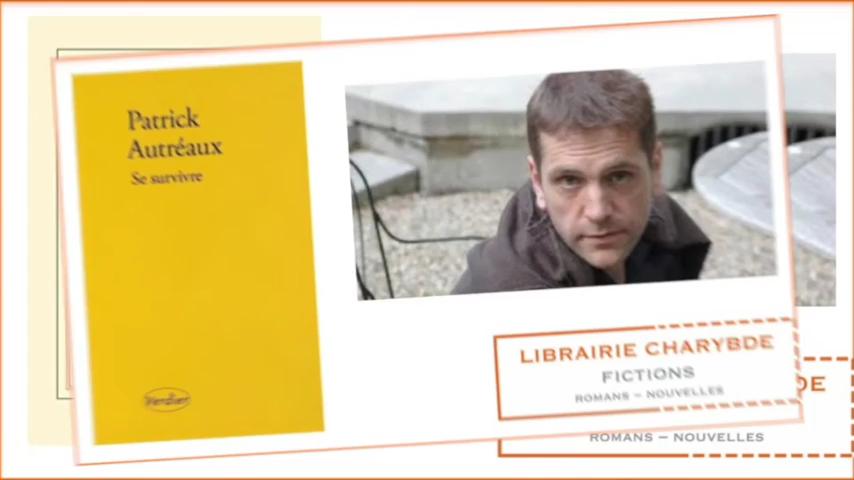 Patrick
Autréaux
Se survivre
Verdier
LIBRAIRIE CHARYBDE
FICTIONS
ROMANS – NOUVELLES
DE
ROMANS – NOUVELLES